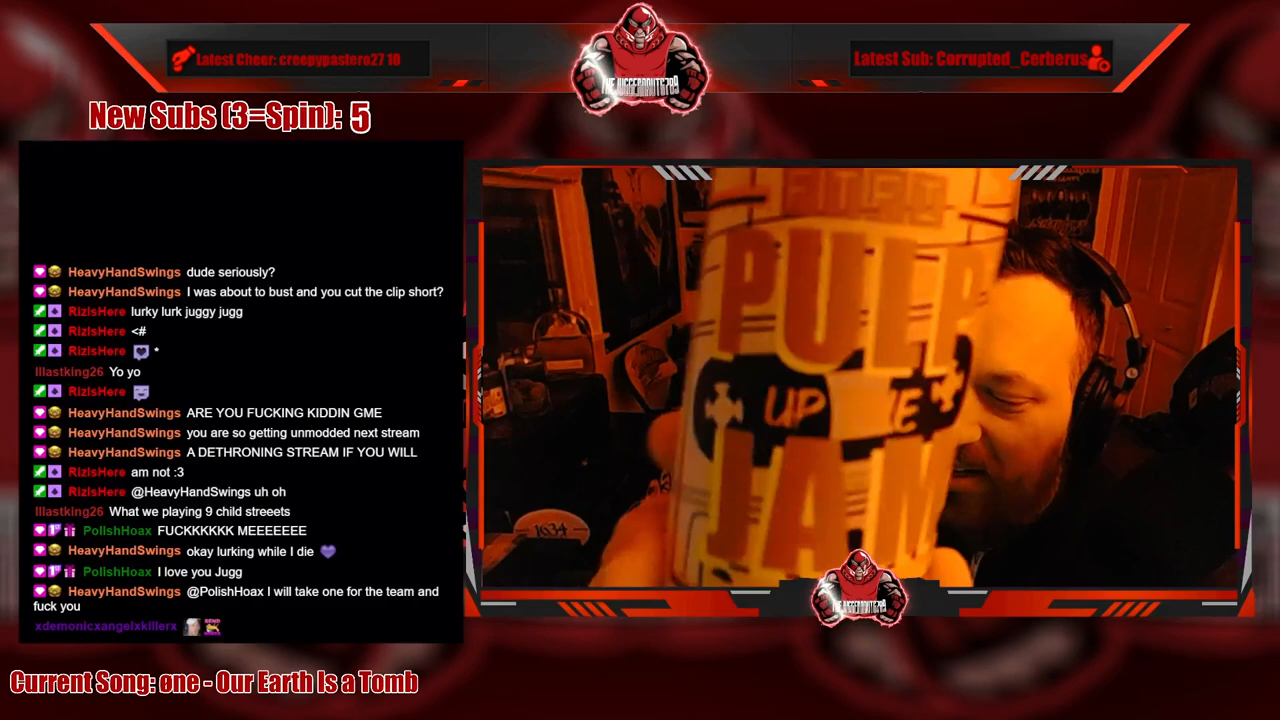 Latest Cheer: creepypastero27 10
THEJUGGERNAUT6789
Latest Sub: Corrupted_Cerberus
New Subs (3=Spin): 5
HeavyHandSwings dude seriously?
HeavyHandSwings I was about to bust and you cut the clip short?
RizIsHere lurky lurk juggy jugg
RizIsHere <#
RizIsHere *
Illastking26 Yo yo
RizIsHere
HeavyHandSwings ARE YOU FUCKING KIDDIN GME
HeavyHandSwings you are so getting unmodded next stream
HeavyHandSwings A DETHRONING STREAM IF YOU WILL
RizIsHere am not :3
RizIsHere @HeavyHandSwings uh oh
Illastking26 What we playing 9 child streeets
PolishHoax FUCKKKKKK MEEEEEEE
HeavyHandSwings okay lurking while I die
PolishHoax I love you Jugg
HeavyHandSwings @PolishHoax I will take one for the team and
fuck you
xdemonicxangelxkIllerx
PULP
UP
JAM
1634
Current Song: øne - Our Earth Is a Tomb